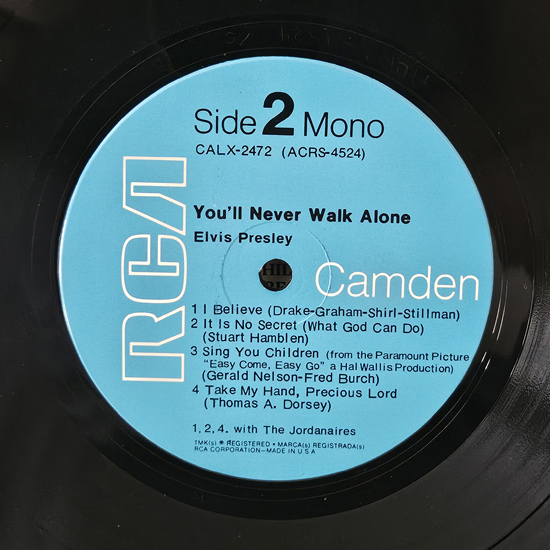 Side 2 Mono
CALX-2472 (ACRS-4524)
RCA
You'll Never Walk Alone
Elvis Presley
Camden
1 I Believe (Drake-Graham-Shirl-Stillman)
2 It Is No Secret (What God Can Do)
(Stuart Hamblen)
3 Sing You Children (from the Paramount Picture
"Easy Come, Easy Go" a Hal Wallis Production)
(Gerald Nelson-Fred Burch)
4 Take My Hand, Precious Lord
(Thomas A. Dorsey)
1, 2, 4. with The Jordanaires
TMK(s) ® REGISTERED • MARCA(s) REGISTRADA(s)
RCA CORPORATION—MADE IN U.S.A